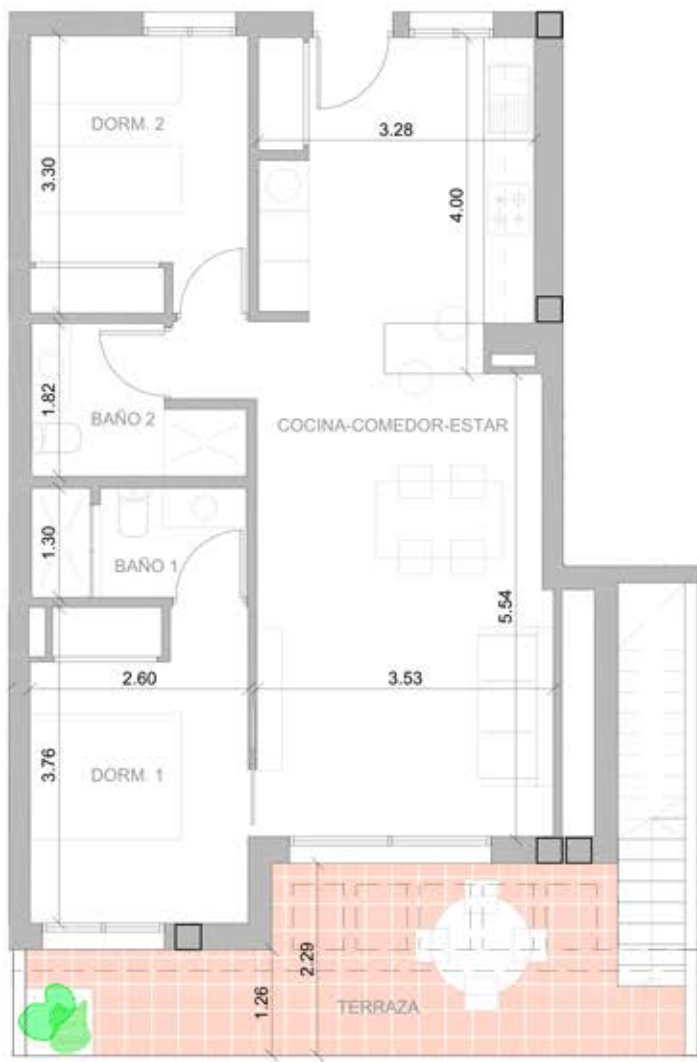 DORM. 2
3.28
3.30
4.00
1.82
BAÑO 2
COCINA-COMEDOR-ESTAR
1.30
BAÑO 1
5.54
2.60
3.53
3.76
DORM. 1
2.29
1.26
TERRAZA